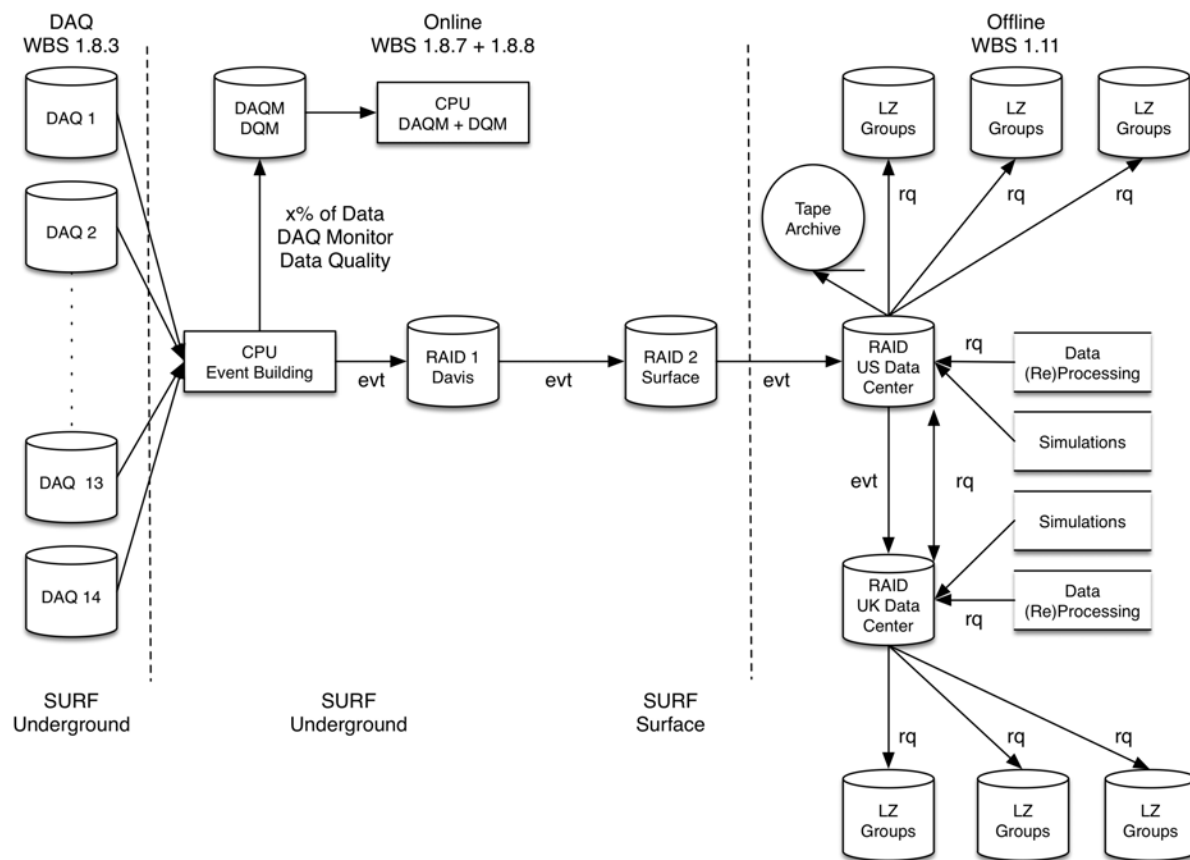 DAQ
WBS 1.8.3
Online
WBS 1.8.7 + 1.8.8
Offline
WBS 1.11
DAQ 1
DAQ 2
DAQ 13
DAQ 14
DAQM
DQM
CPU
DAQM + DQM
x% of Data
DAQ Monitor
Data Quality
CPU
Event Building
evt
RAID 1
Davis
evt
RAID 2
Surface
evt
LZ
Groups
LZ
Groups
LZ
Groups
rq
rq
rq
Tape
Archive
RAID
US Data
Center
rq
Data
(Re)Processing
Simulations
evt
rq
Simulations
RAID
UK Data
Center
rq
Data
(Re)Processing
SURF
Underground
SURF
Underground
SURF
Surface
rq
rq
rq
LZ
Groups
LZ
Groups
LZ
Groups